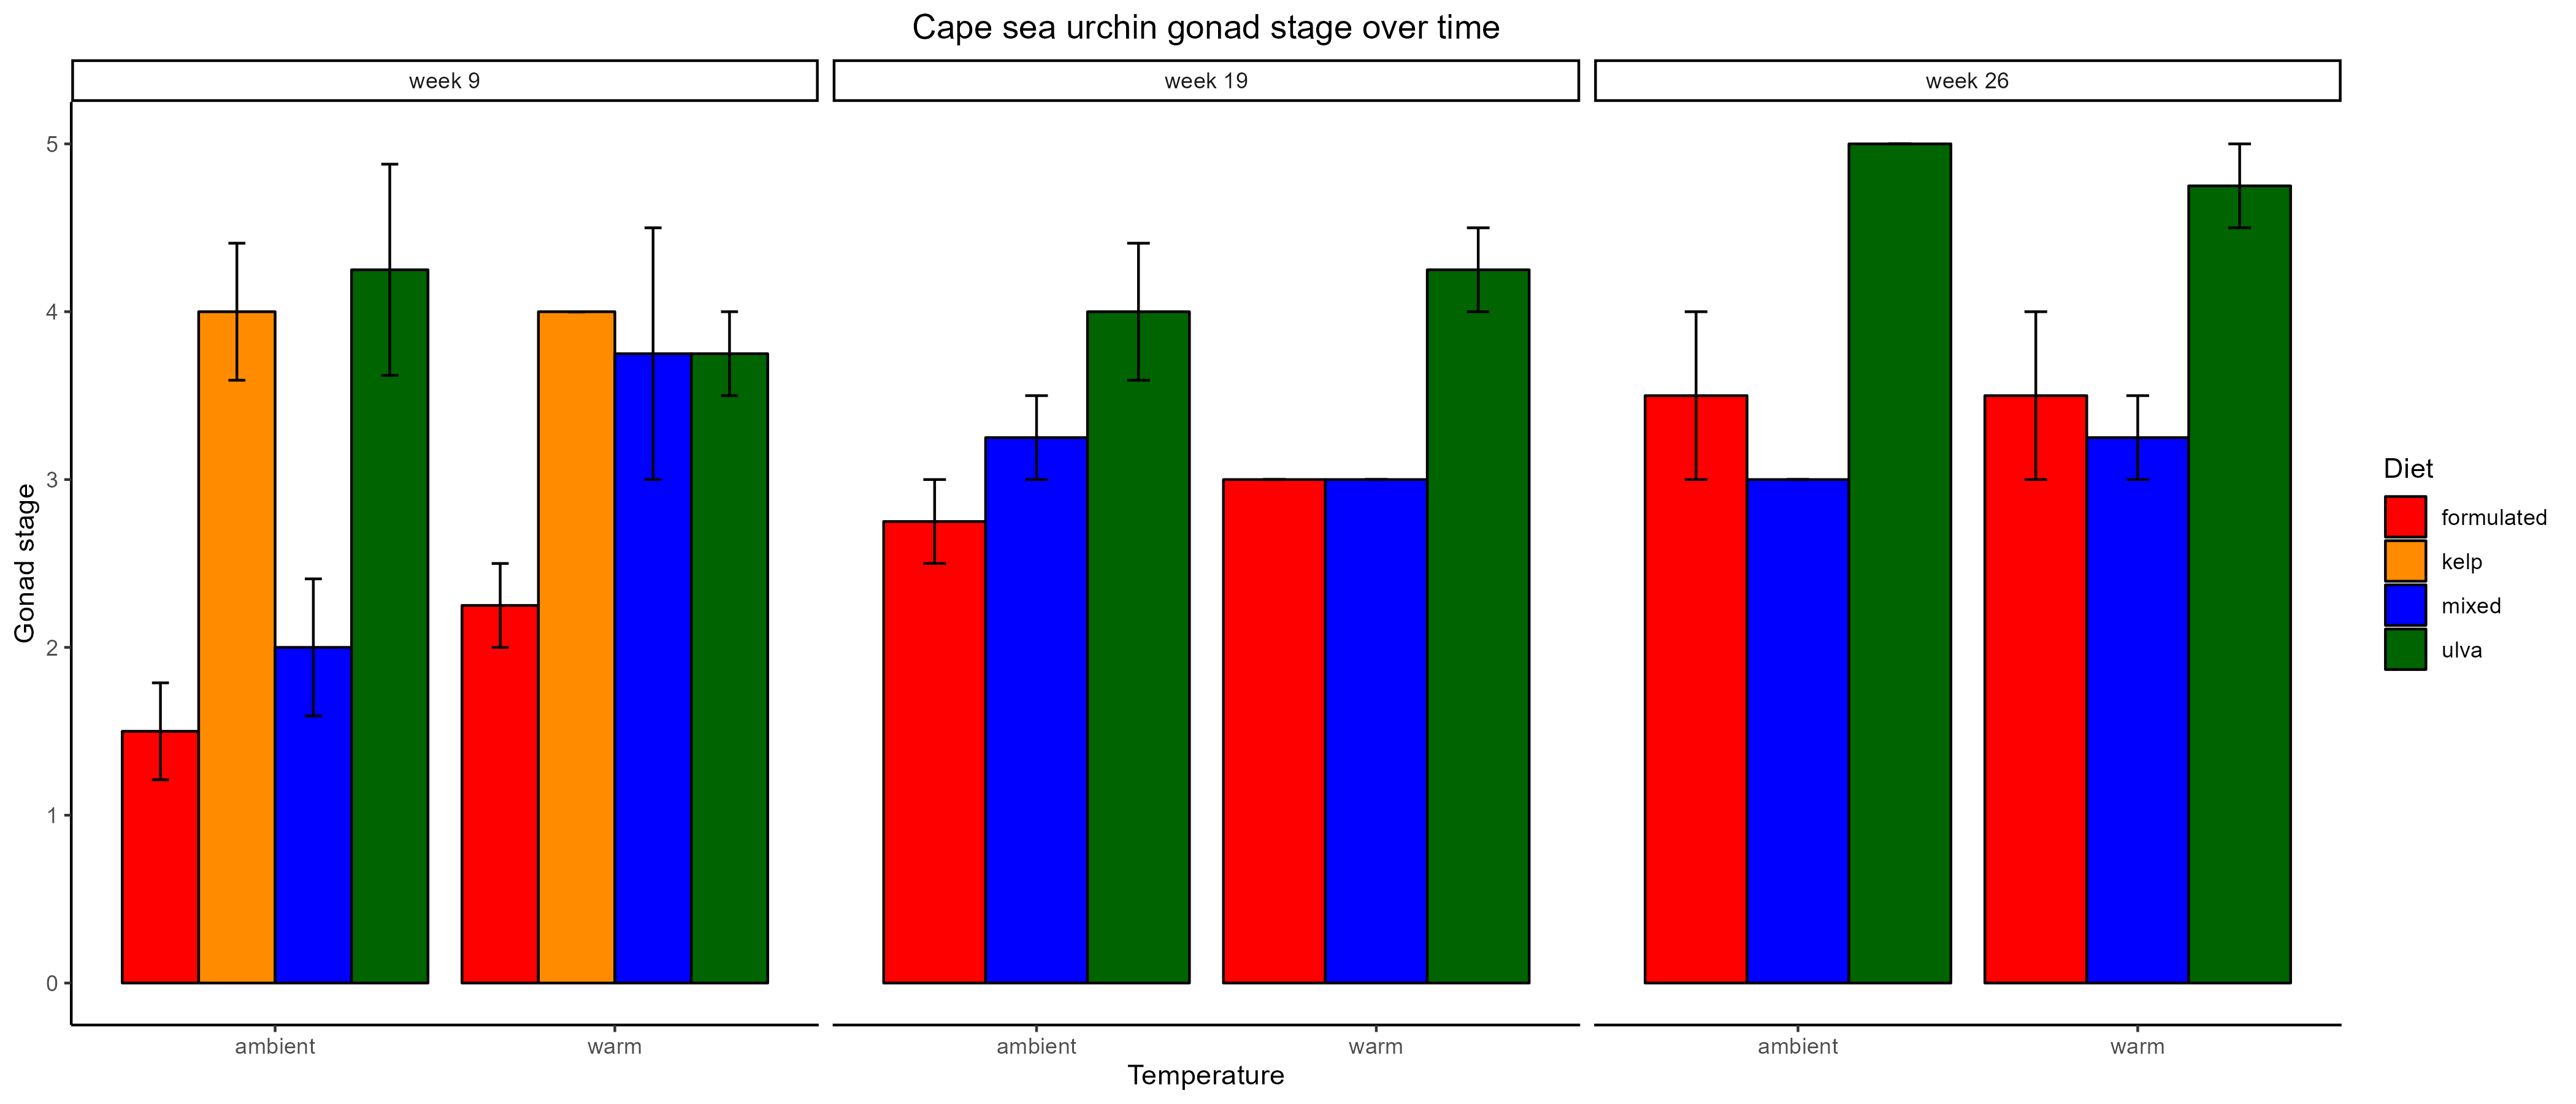 Cape sea urchin gonad stage over time
week 9
week 19
week 26
Gonad stage
5
4
3
2
1
0
ambient
warm
ambient
warm
ambient
warm
Temperature
Diet
formulated
kelp
mixed
ulva